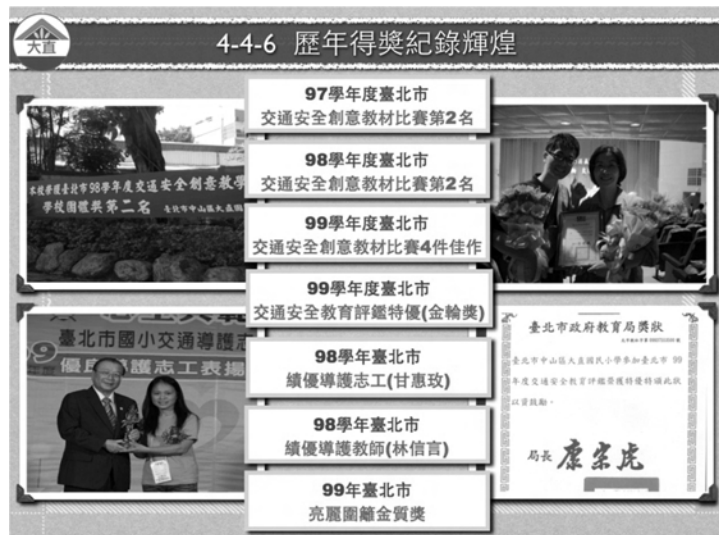 大直
4-4-6 歷年得獎紀錄輝煌
97學年度臺北市
交通安全創意教材比賽第2名
98學年度臺北市
交通安全創意教材比賽第2名
99學年度臺北市
交通安全創意教材比賽4件佳作
99學年度臺北市
交通安全教育評鑑特優(金輪獎)
98學年臺北市
績優導護志工(甘惠玫)
98學年臺北市
績優導護教師(林信言)
99年臺北市
亮麗圍籬金質獎
本校榮獲臺北市98學年度交通安全創意教學
學校團體獎第二名 臺北市中山區大直國
臺北市國小交通導護志
優良導護志工表揚
臺北市政府教育局獎狀
臺北市中山區大直國民小學參加臺北市 99
年度交通安全教育評鑑榮獲特優特頒此狀
以資鼓勵。
局長 康宗虎